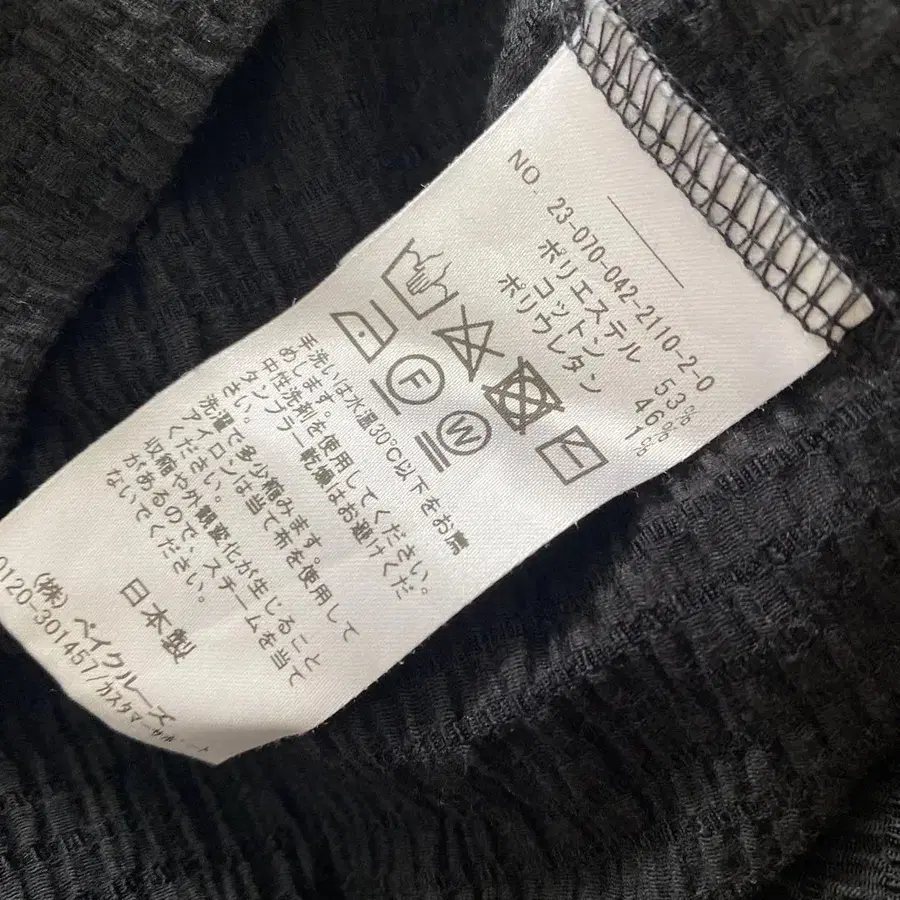 NO. 23-070-042-2110-2-0
ポリエステル 53%
コットン 46%
ポリウレタン 1%
F
W
手洗いは水温30℃以下をお薦
めします。
中性洗剤を使用してください。
タンブラー乾燥はお避けくだ
さい。
洗濯で多少縮みます。
アイロンは当て布を使用して
ください。
収縮や外観変化が生じること
があるので、スチームを当て
ないでください。
日本製
(株) ベイクルーズ
0120-301457/カスタマーサポート